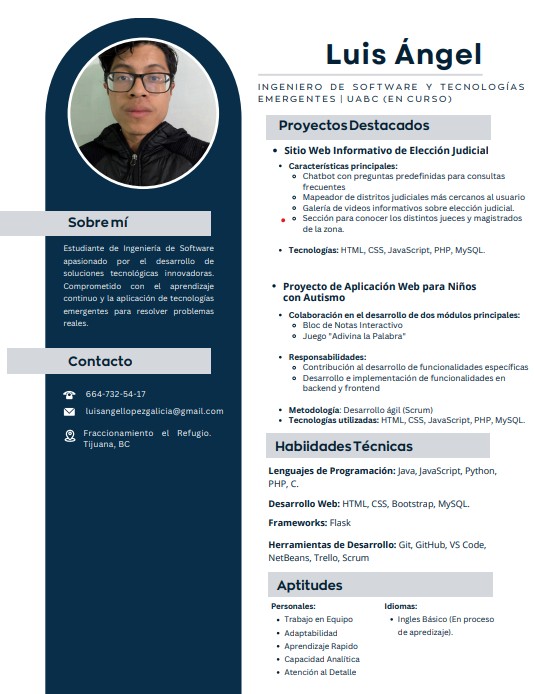 Luis Ángel
INGENIERO DE SOFTWARE Y TECNOLOGÍAS
EMERGENTES | UABC (EN CURSO)
Sobre mí
Estudiante de Ingeniería de Software
apasionado por el desarrollo de
soluciones tecnológicas innovadoras.
Comprometido con el aprendizaje
continuo y la aplicación de tecnologías
emergentes para resolver problemas
reales.
Contacto
664-732-54-17
luisangellopezgalicia@gmail.com
Fraccionamiento el Refugio.
Tijuana, BC
Proyectos Destacados
• Sitio Web Informativo de Elección Judicial
• Características principales:
Chatbot con preguntas predefinidas para consultas
frecuentes
Mapeador de distritos judiciales más cercanos al usuario
Galería de videos informativos sobre elección judicial.
Sección para conocer los distintos jueces y magistrados
de la zona.
• Tecnologías: HTML, CSS, JavaScript, PHP, MySQL.
• Proyecto de Aplicación Web para Niños
con Autismo
• Colaboración en el desarrollo de dos módulos principales:
Bloc de Notas Interactivo
Juego "Adivina la Palabra"
• Responsabilidades:
Contribución al desarrollo de funcionalidades específicas
Desarrollo e implementación de funcionalidades en
backend y frontend
• Metodología: Desarrollo ágil (Scrum)
• Tecnologías utilizadas: HTML, CSS, JavaScript, PHP, MySQL.
Habiidades Técnicas
Lenguajes de Programación: Java, JavaScript, Python,
PHP, C.
Desarrollo Web: HTML, CSS, Bootstrap, MySQL.
Frameworks: Flask
Herramientas de Desarrollo: Git, GitHub, VS Code,
NetBeans, Trello, Scrum
Aptitudes
Personales:
• Trabajo en Equipo
• Adaptabilidad
• Aprendizaje Rapido
• Capacidad Analítica
• Atención al Detalle
Idiomas:
• Ingles Básico (En proceso
de apredizaje).